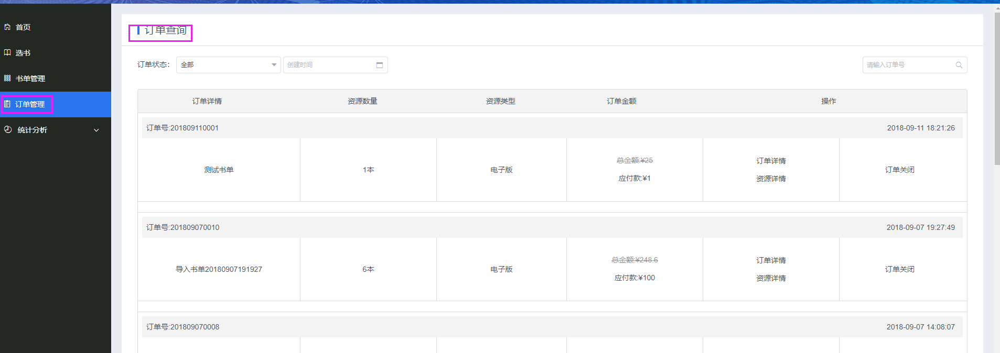 首页
选书
书单管理
订单管理
统计分析
订单查询
订单状态: 全部 创建时间 请输入订单号
订单详情 资源数量 资源类型 订单金额 操作
订单号:201809110001 2018-09-11 18:21:26
总金额:¥25 订单详情
测试书单 1本 电子版 订单关闭
应付款:¥1 资源详情
订单号:201809070010 2018-09-07 19:27:49
总金额:¥248.6 订单详情
导入书单20180907191927 6本 电子版 订单关闭
应付款:¥100 资源详情
订单号:201809070008 2018-09-07 14:08:07